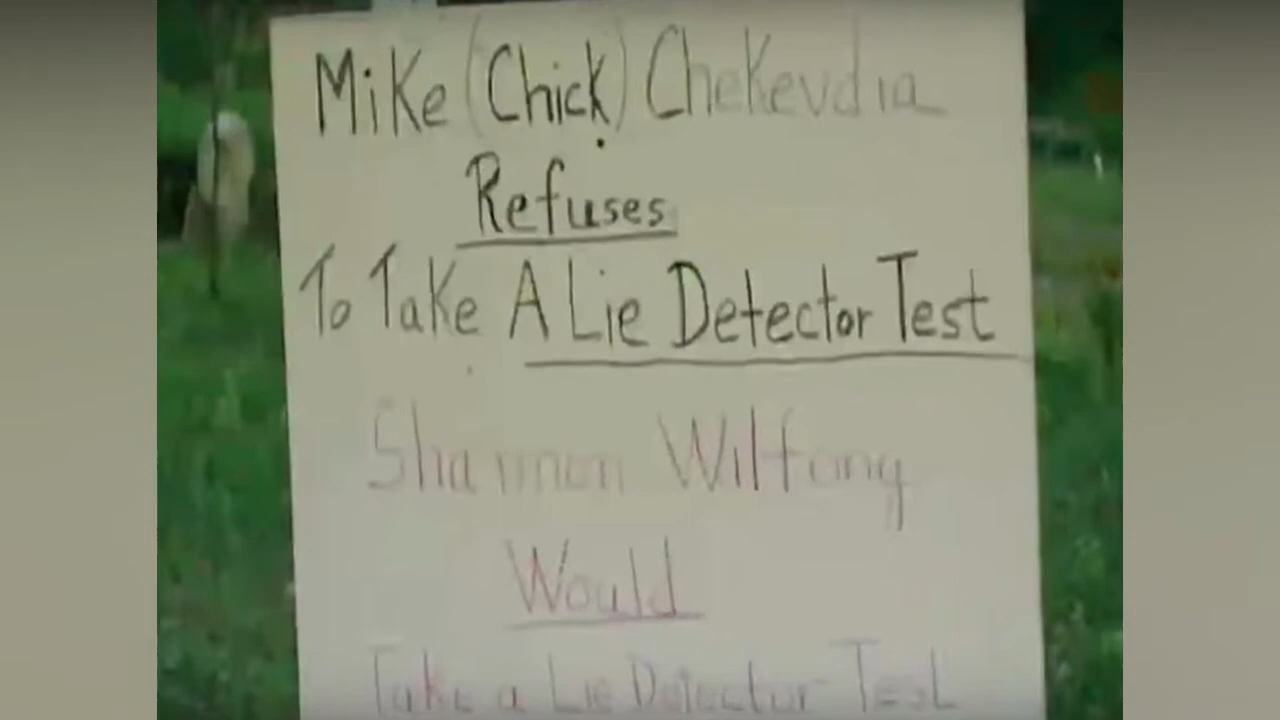 Mike (Chick) Chekevdia
Refuses
To Take A Lie Detector Test
Shannon Wilfong
Would
Take a Lie Detector Test